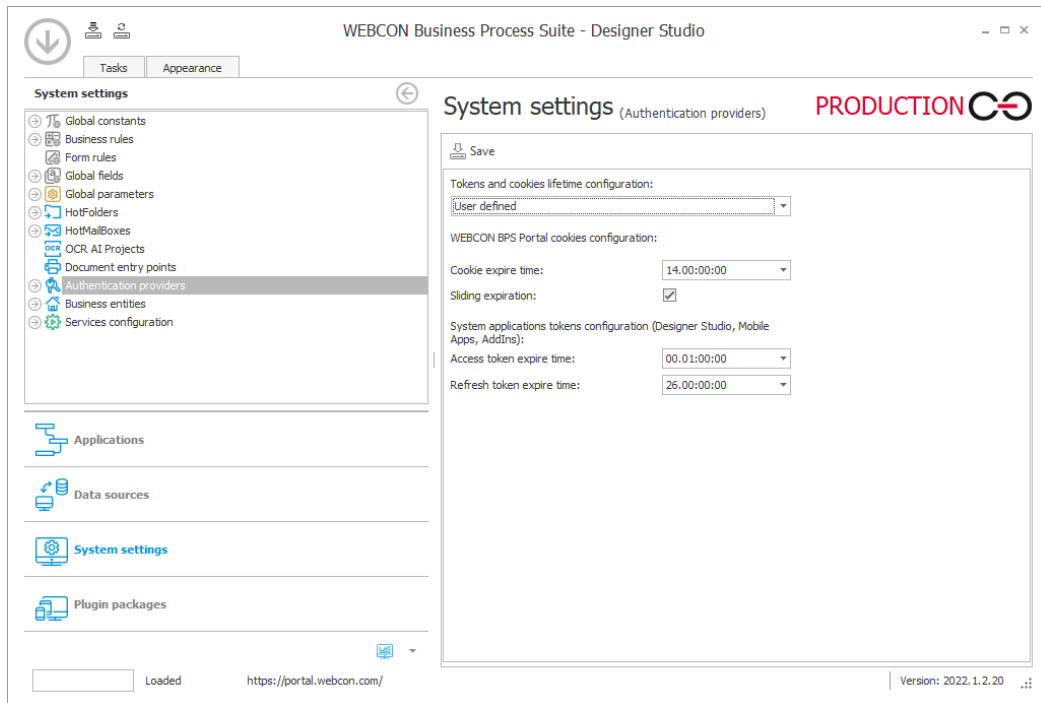 WEBCON Business Process Suite - Designer Studio
Tasks
Appearance
System settings
Global constants
Business rules
Form rules
Global fields
Global parameters
HotFolders
HotMailBoxes
OCR
OCR AI Projects
Document entry points
Authentication providers
Business entities
Services configuration
Applications
Data sources
System settings
Plugin packages
System settings (Authentication providers)
PRODUCTION
Save
Tokens and cookies lifetime configuration:
User defined
WEBCON BPS Portal cookies configuration:
Cookie expire time:
14.00:00:00
Sliding expiration:
System applications tokens configuration (Designer Studio, Mobile
Apps, AddIns):
Access token expire time:
00.01:00:00
Refresh token expire time:
26.00:00:00
Loaded
https://portal.webcon.com/
Version: 2022.1.2.20